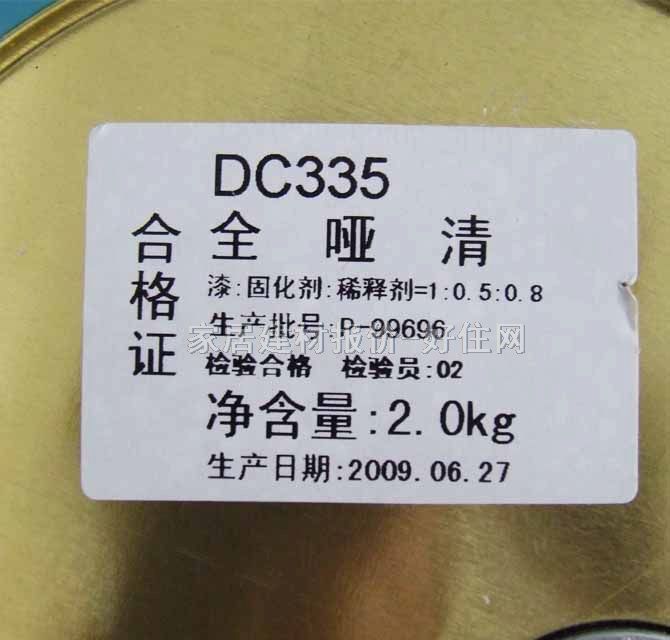 合格证
DC335
全 哑 清
漆:固化剂:稀释剂=1:0.5:0.8
生产批号:P-99696
家居建材报价-好住网
检验合格 检验员:02
净含量:2.0kg
生产日期:2009.06.27